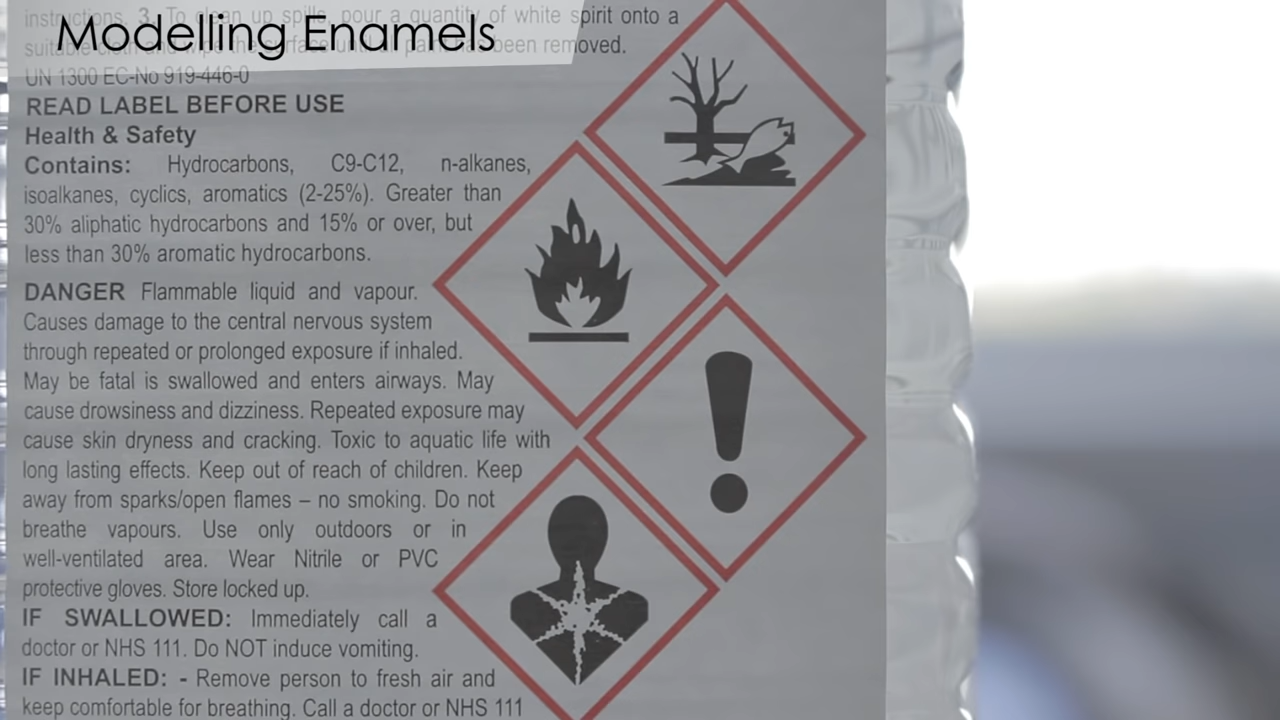 Modelling Enamels
instructions. 3. To clean up spills, pour a quantity of white spirit onto a
suitable cloth and wipe the surface until all paint has been removed.
UN 1300 EC-No 919-446-0
READ LABEL BEFORE USE
Health & Safety
Contains: Hydrocarbons, C9-C12, n-alkanes,
isoalkanes, cyclics, aromatics (2-25%). Greater than
30% aliphatic hydrocarbons and 15% or over, but
less than 30% aromatic hydrocarbons.
DANGER Flammable liquid and vapour.
Causes damage to the central nervous system
through repeated or prolonged exposure if inhaled.
May be fatal is swallowed and enters airways. May
cause drowsiness and dizziness. Repeated exposure may
cause skin dryness and cracking. Toxic to aquatic life with
long lasting effects. Keep out of reach of children. Keep
away from sparks/open flames – no smoking. Do not
breathe vapours. Use only outdoors or in
well-ventilated area. Wear Nitrile or PVC
protective gloves. Store locked up.
IF SWALLOWED: Immediately call a
doctor or NHS 111. Do NOT induce vomiting.
IF INHALED: - Remove person to fresh air and
keep comfortable for breathing. Call a doctor or NHS 111